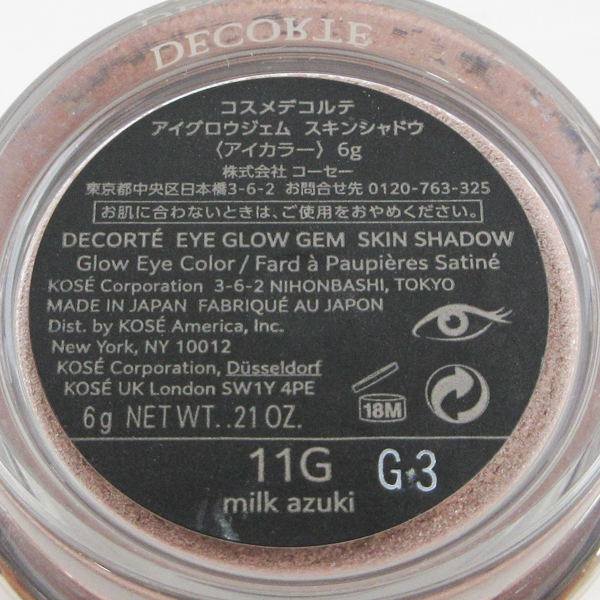 DECORTE
コスメデコルテ
アイグロウジェム スキンシャドウ
〈アイカラー〉 6g
株式会社 コーセー
東京都中央区日本橋3-6-2 お問合せ先 0120-763-325
お肌に合わないときは、ご使用をおやめください。
DECORTÉ EYE GLOW GEM SKIN SHADOW
Glow Eye Color / Fard à Paupières Satiné
KOSÉ Corporation 3-6-2 NIHONBASHI, TOKYO
MADE IN JAPAN FABRIQUÉ AU JAPON
Dist. by KOSÉ America, Inc.
New York, NY 10012
KOSÉ Corporation, Düsseldorf
KOSÉ UK London SW1Y 4PE
18M
6g NET WT. .21 OZ.
11G G.3
milk azuki